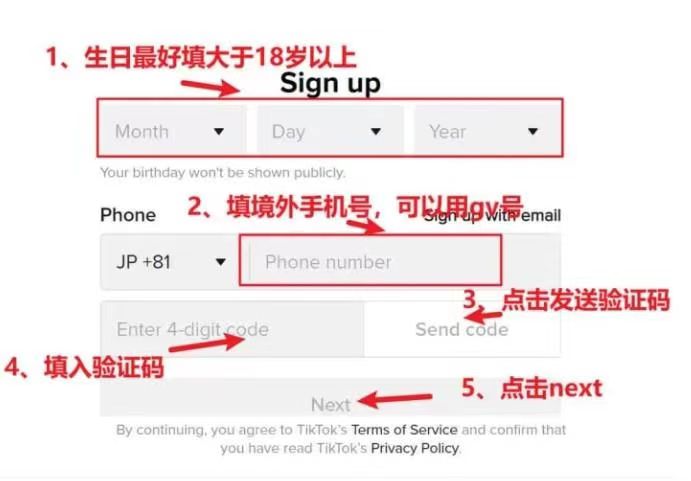 1、生日最好填大于18岁以上
Sign up
Month Day Year
Your birthday won't be shown publicly.
Phone Sign up with email
2、填境外手机号，可以用gv号
JP +81 Phone number
3、点击发送验证码
Enter 4-digit code Send code
4、填入验证码
5、点击next
Next
By continuing, you agree to TikTok's Terms of Service and confirm that
you have read TikTok's Privacy Policy.